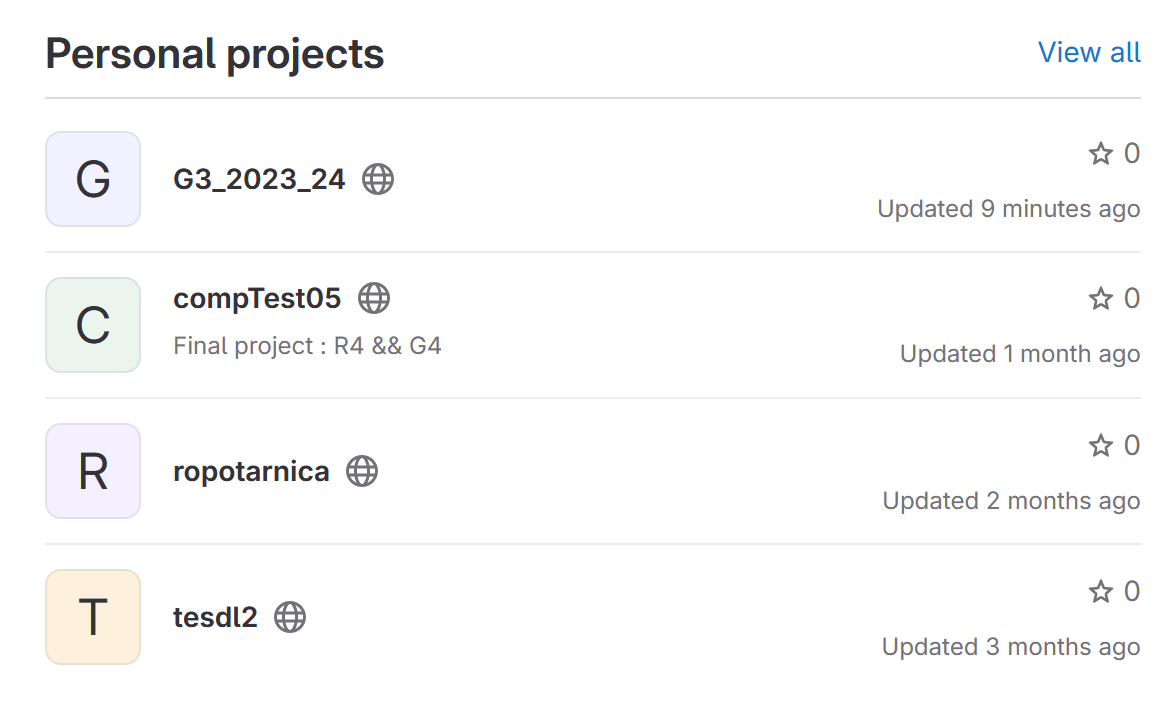 Personal projects
View all
G
G3_2023_24
0
Updated 9 minutes ago
C
compTest05
Final project : R4 && G4
0
Updated 1 month ago
R
ropotarnica
0
Updated 2 months ago
T
tesdl2
0
Updated 3 months ago